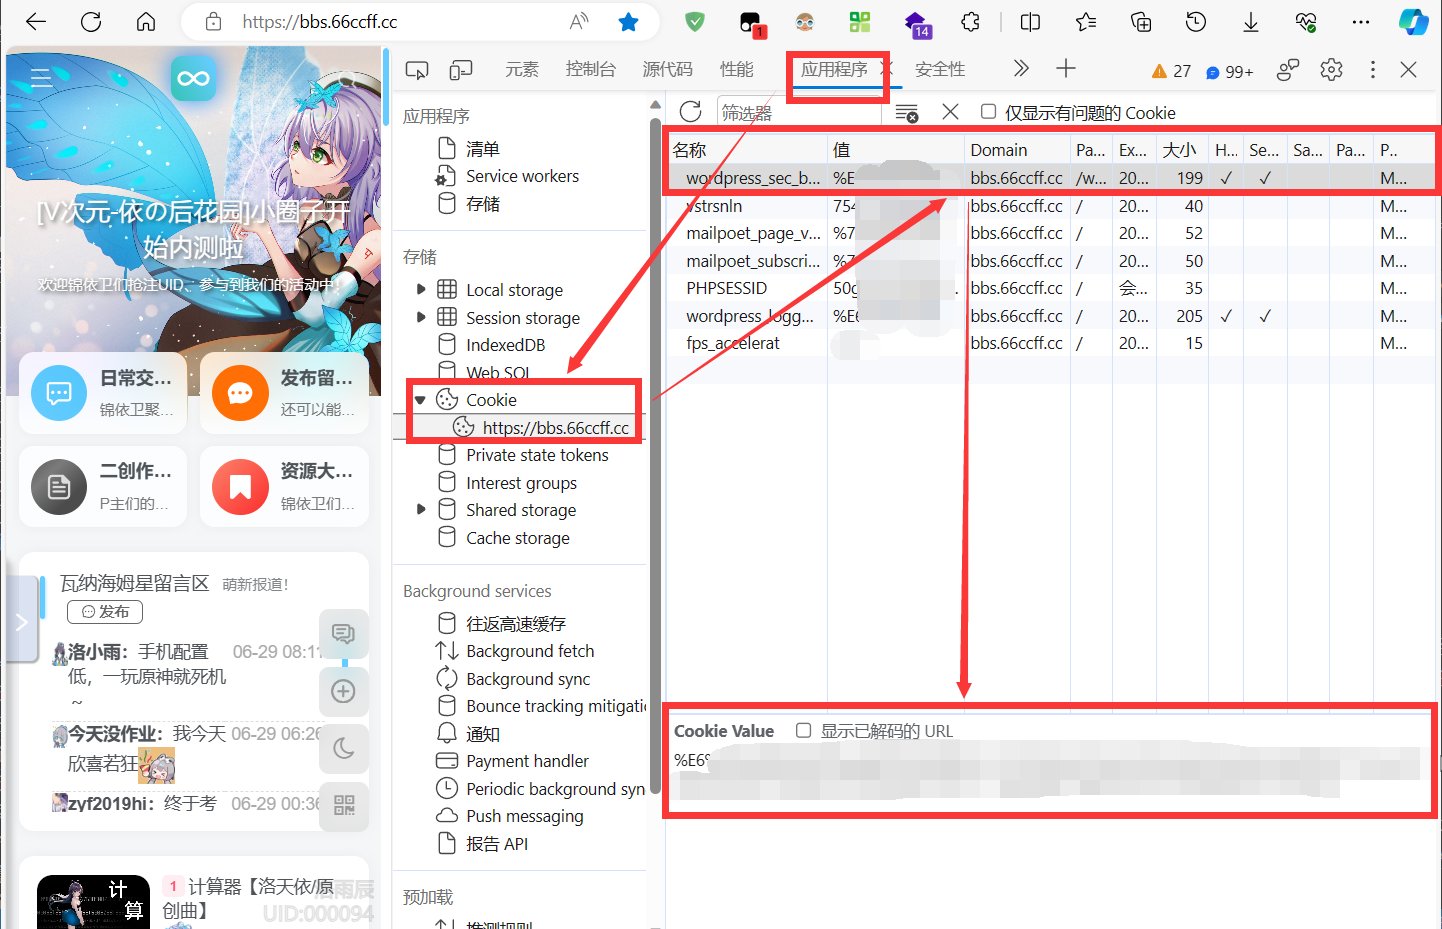 https://bbs.66ccff.cc
1
14
元素
控制台
源代码
性能
应用程序
安全性
27
99+
[V次元-依の后花园]小圈子开
始内测啦
欢迎锦依卫们抢注UID、参与到我们的活动中!
日常交...
锦依卫聚...
发布留...
还可以能...
二创作...
P主们的...
资源大...
锦依卫们...
瓦纳海姆星留言区 萌新报道!
发布
洛小雨：手机配置 06-29 08:11
低，一玩原神就死机
~
今天没作业：我今天 06-29 06:26
欣喜若狂
zyf2019hi：终于考 06-29 00:36
计
算
1 计算器【洛天依/原
创曲】
UID:000094
应用程序
清单
Service workers
存储
存储
Local storage
Session storage
IndexedDB
Web SQL
Cookie
https://bbs.66ccff.cc
Private state tokens
Interest groups
Shared storage
Cache storage
Background services
往返高速缓存
Background fetch
Background sync
Bounce tracking mitigati
通知
Payment handler
Periodic background syn
Push messaging
报告 API
预加载
推测规则
筛选器
仅显示有问题的 Cookie
名称 值 Domain Pa... Ex... 大小 H... Se... Sa... Pa... P..
wordpress_sec_b... %E bbs.66ccff.cc /w... 20... 199 ✓ ✓ M...
vstrsnln 754 bbs.66ccff.cc / 20... 40 M...
mailpoet_page_v... %7 bbs.66ccff.cc / 20... 52 M...
mailpoet_subscri... %7 bbs.66ccff.cc / 20... 50 M...
PHPSESSID 50g bbs.66ccff.cc / 会... 35 M...
wordpress_logg... %E6 bbs.66ccff.cc / 20... 205 ✓ ✓ M...
fps_accelerat bbs.66ccff.cc / 20... 15 M...
Cookie Value 显示已解码的 URL
%E6%